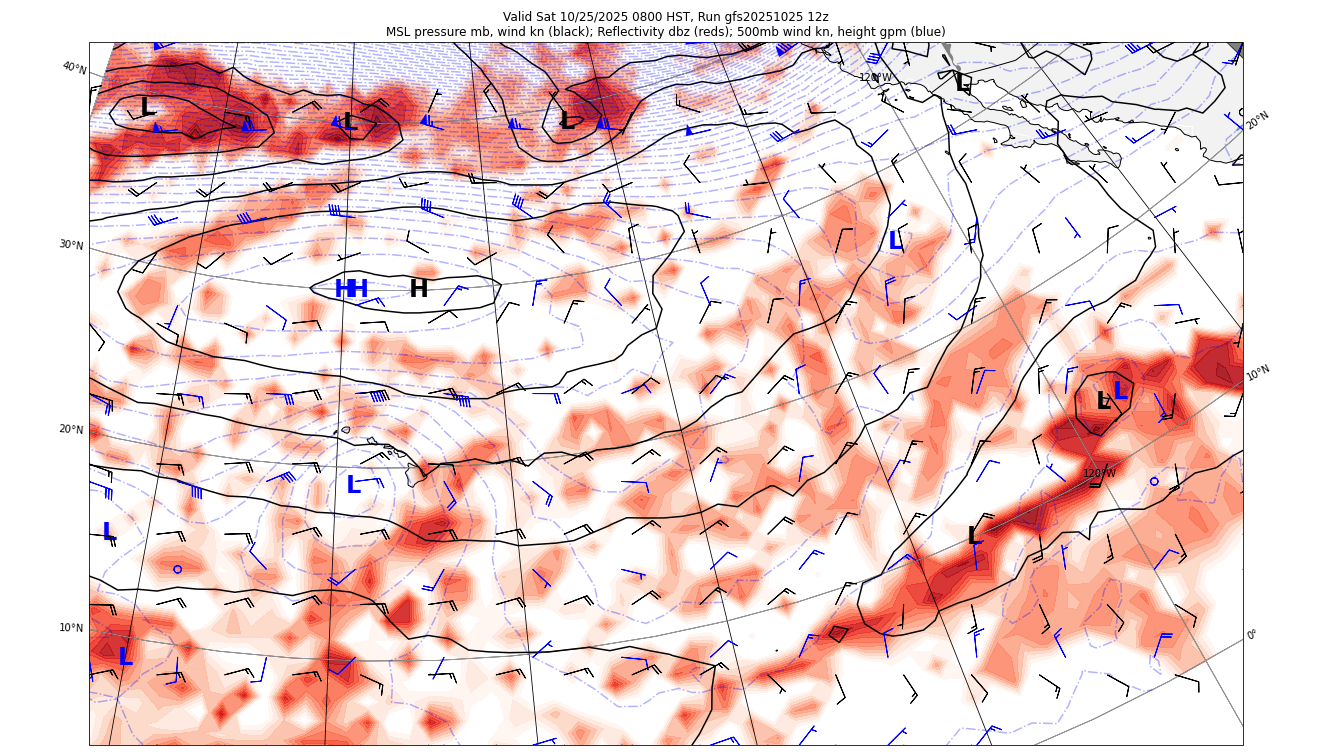 Valid Sat 10/25/2025 0800 HST, Run gfs20251025 12z
MSL pressure mb, wind kn (black); Reflectivity dbz (reds); 500mb wind kn, height gpm (blue)
40°N
120°W
L
20°N
L
L
L
30°N
L
H
H
H
10°N
L
L
20°N
120°W
L
L
L
10°N
0°
L